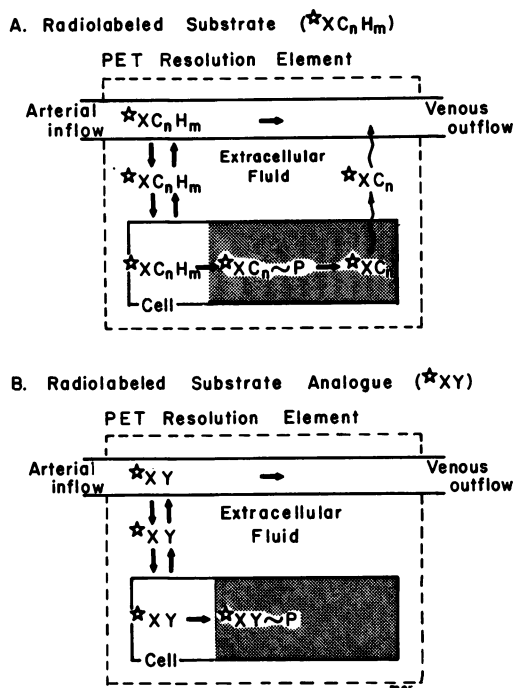 A. Radiolabeled Substrate (☆XCnHm)
PET Resolution Element
Arterial inflow
☆XCnHm
Venous outflow
☆XCnHm
Extracellular Fluid
☆XCn
☆XCnHm
☆XCn~P
☆XCn
Cell
B. Radiolabeled Substrate Analogue (☆XY)
PET Resolution Element
Arterial inflow
☆XY
Venous outflow
☆XY
Extracellular Fluid
☆XY
☆XY~P
Cell